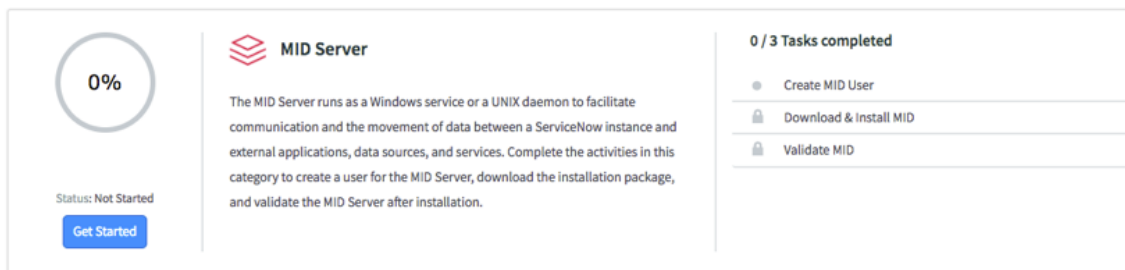 0%
Status: Not Started
Get Started
MID Server
The MID Server runs as a Windows service or a UNIX daemon to facilitate
communication and the movement of data between a ServiceNow instance and
external applications, data sources, and services. Complete the activities in this
category to create a user for the MID Server, download the installation package,
and validate the MID Server after installation.
0 / 3 Tasks completed
Create MID User
Download & Install MID
Validate MID